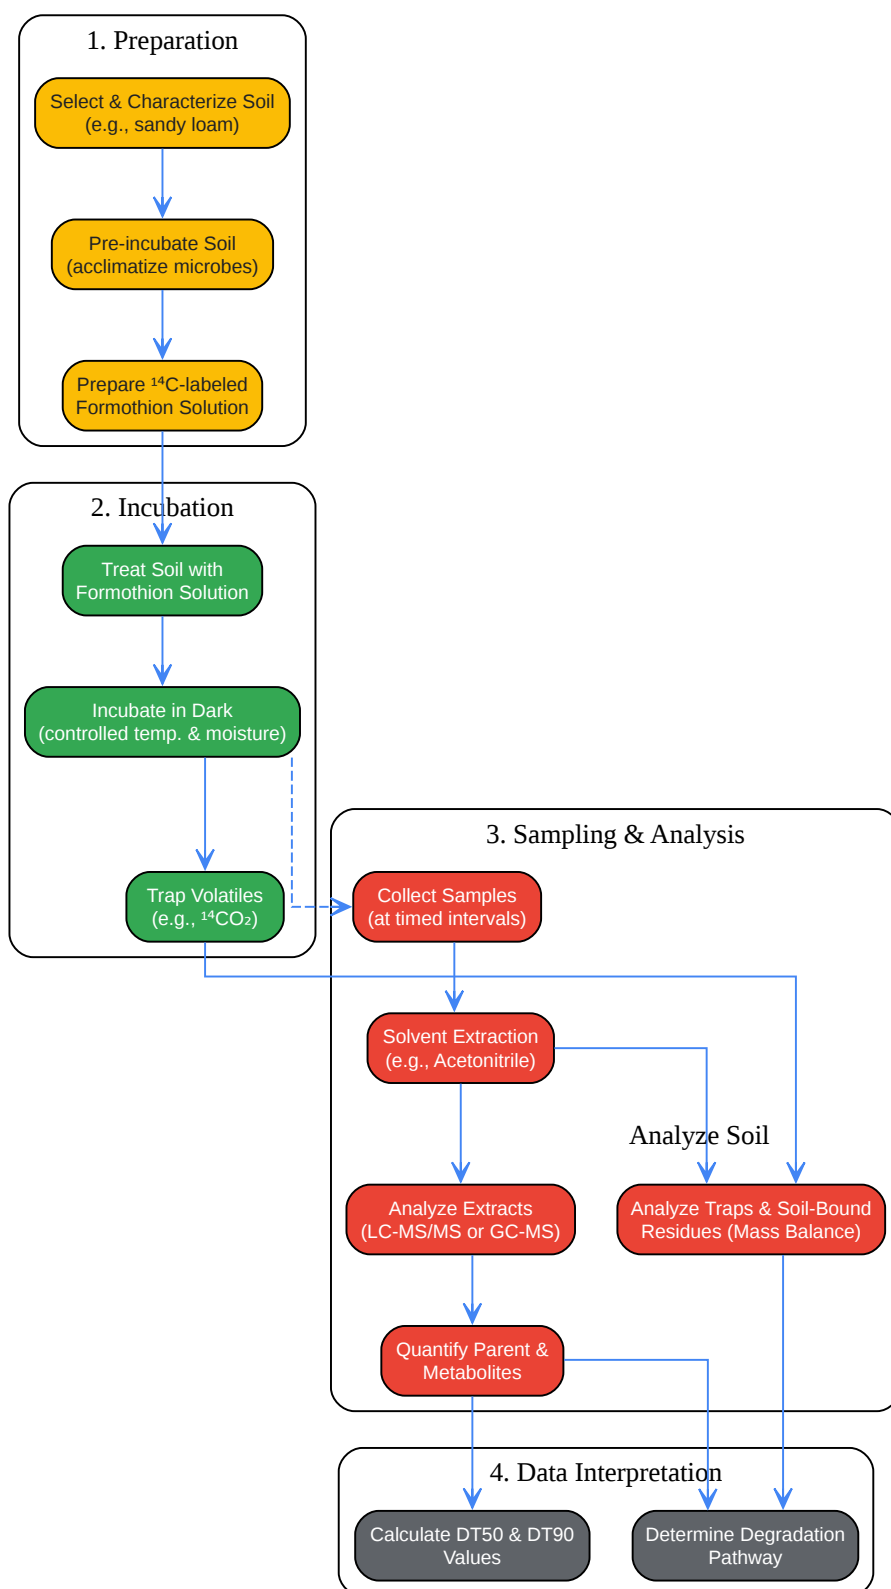 1. Preparation
Select & Characterize Soil
(e.g., sandy loam)
Pre-incubate Soil
(acclimatize microbes)
Prepare ¹⁴C-labeled
Formothion Solution
2. Incubation
Treat Soil with
Formothion Solution
Incubate in Dark
(controlled temp. & moisture)
Trap Volatiles
(e.g., ¹⁴CO₂)
3. Sampling & Analysis
Collect Samples
(at timed intervals)
Solvent Extraction
(e.g., Acetonitrile)
Analyze Soil
Analyze Extracts
(LC-MS/MS or GC-MS)
Analyze Traps & Soil-Bound
Residues (Mass Balance)
Quantify Parent &
Metabolites
4. Data Interpretation
Calculate DT50 & DT90
Values
Determine Degradation
Pathway